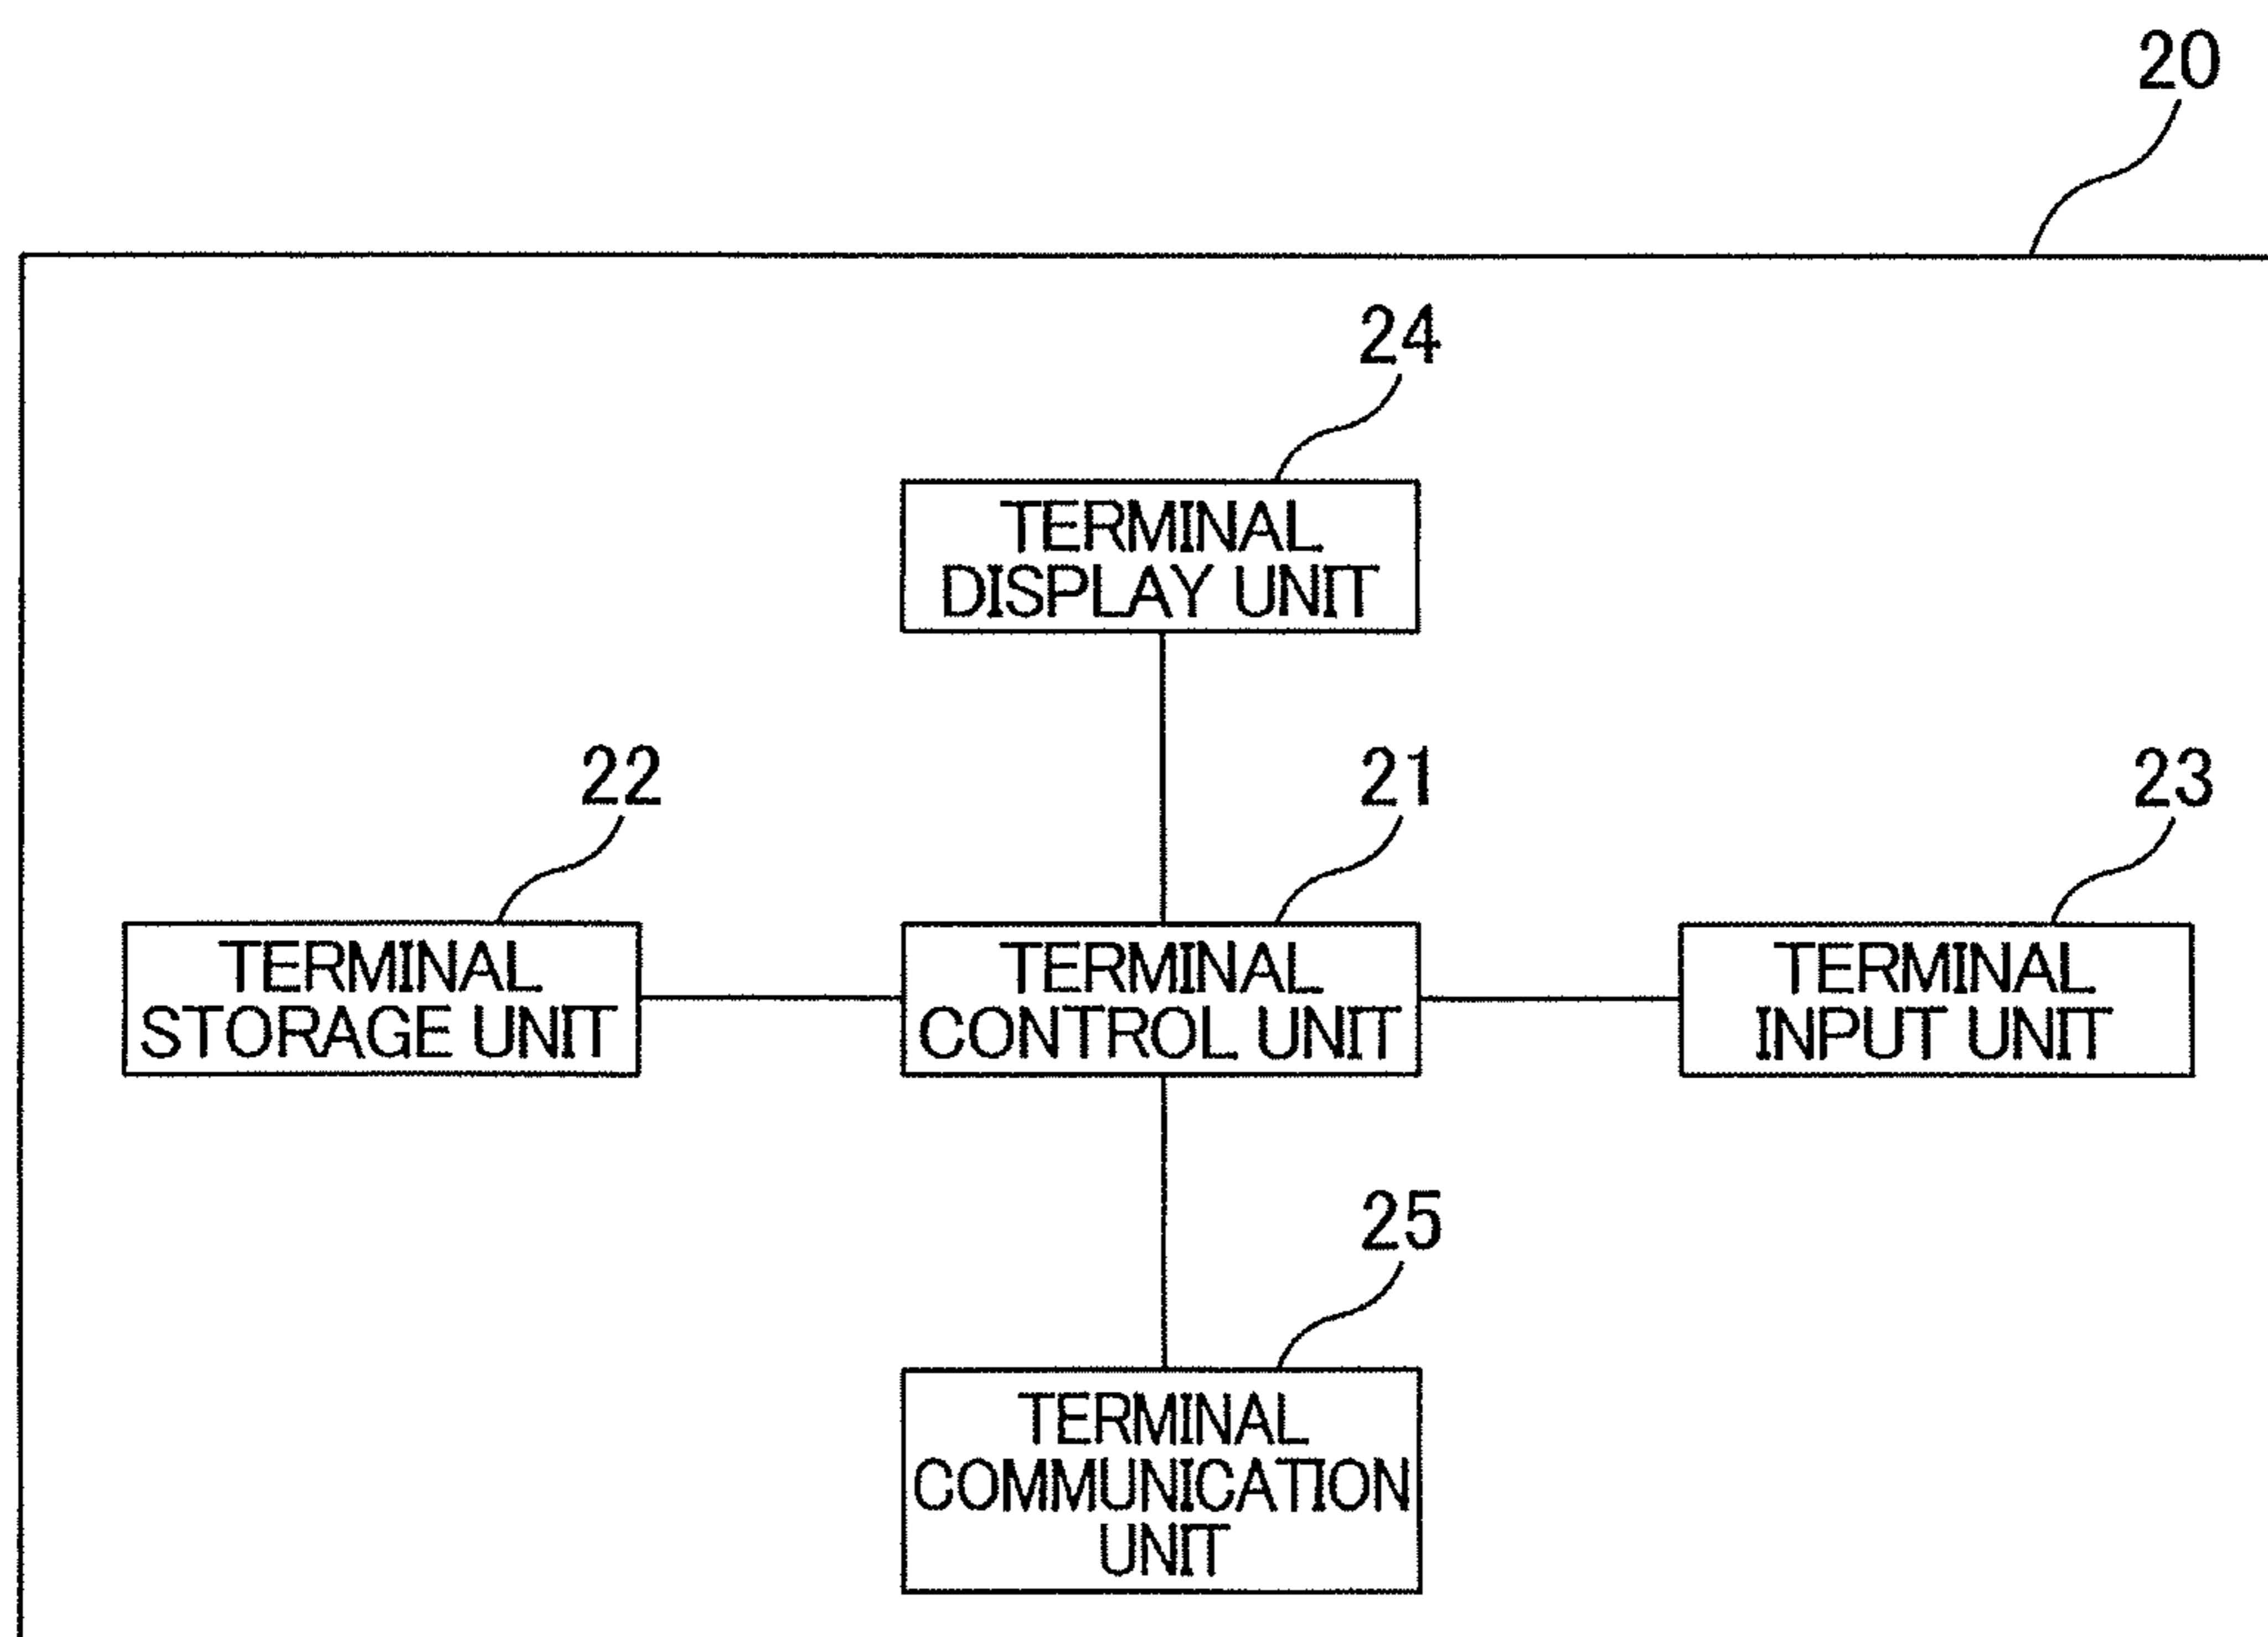 20
24
TERMINAL
DISPLAY UNIT
22
21
23
TERMINAL
STORAGE UNIT
TERMINAL
CONTROL UNIT
TERMINAL
INPUT UNIT
25
TERMINAL
COMMUNICATION
UNIT